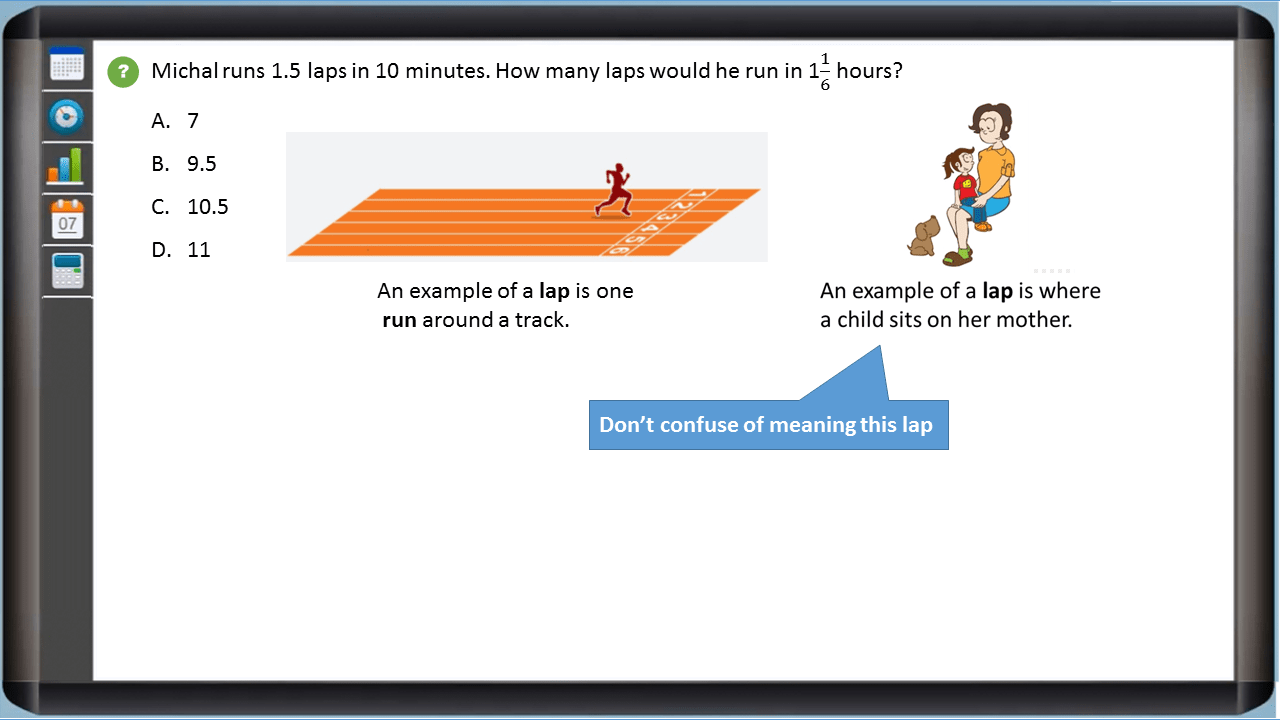 ? Michal runs 1.5 laps in 10 minutes. How many laps would he run in 1 1/6 hours?
A. 7
B. 9.5
C. 10.5
D. 11
1
2
3
4
5
6
07
An example of a lap is one
run around a track.
An example of a lap is where
a child sits on her mother.
Don’t confuse of meaning this lap